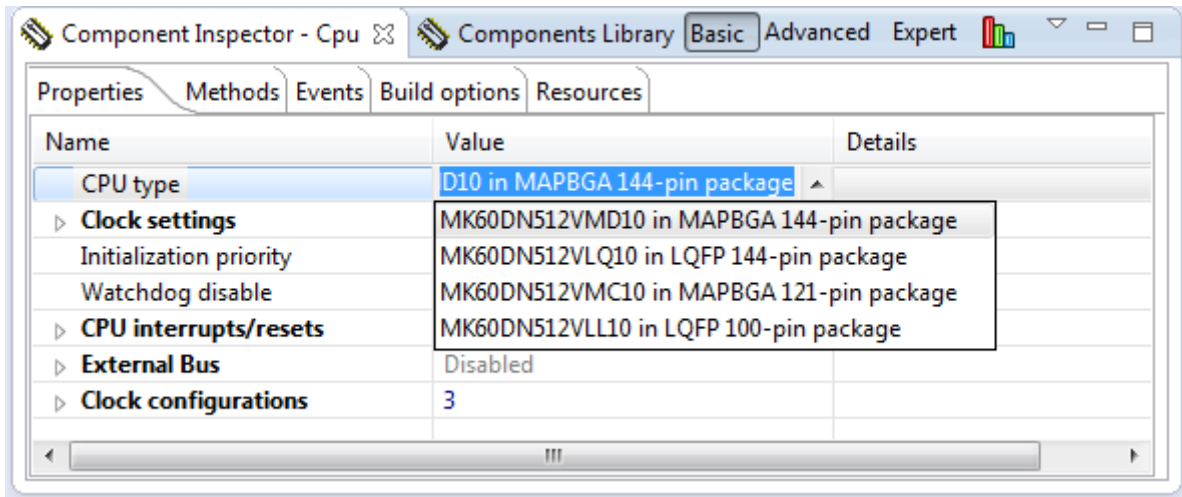 Component Inspector - Cpu Components Library Basic Advanced Expert
Properties Methods Events Build options Resources
Name Value Details
CPU type D10 in MAPBGA 144-pin package
Clock settings MK60DN512VMD10 in MAPBGA 144-pin package
Initialization priority MK60DN512VLQ10 in LQFP 144-pin package
Watchdog disable MK60DN512VMC10 in MAPBGA 121-pin package
CPU interrupts/resets MK60DN512VLL10 in LQFP 100-pin package
External Bus Disabled
Clock configurations 3